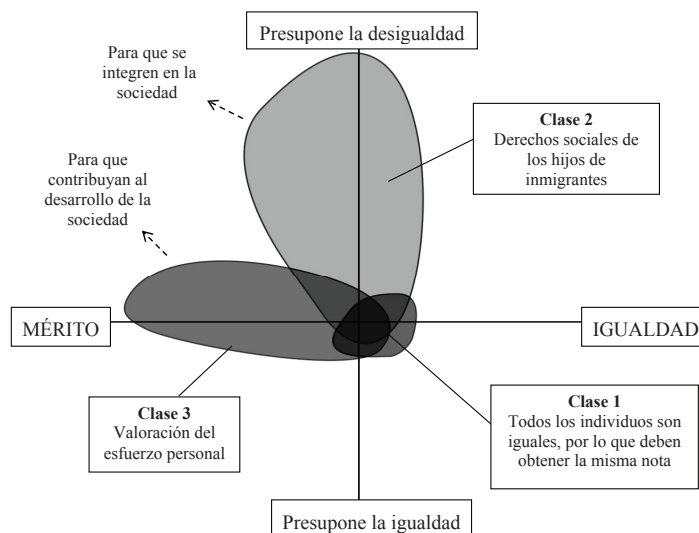 Presupone la desigualdad
Para que se
integren en la
sociedad
Clase 2
Derechos sociales de
los hijos de
inmigrantes
Para que
contribuyan al
desarrollo de la
sociedad
MÉRITO
IGUALDAD
Clase 3
Valoración del
esfuerzo personal
Clase 1
Todos los individuos son
iguales, por lo que deben
obtener la misma nota
Presupone la igualdad